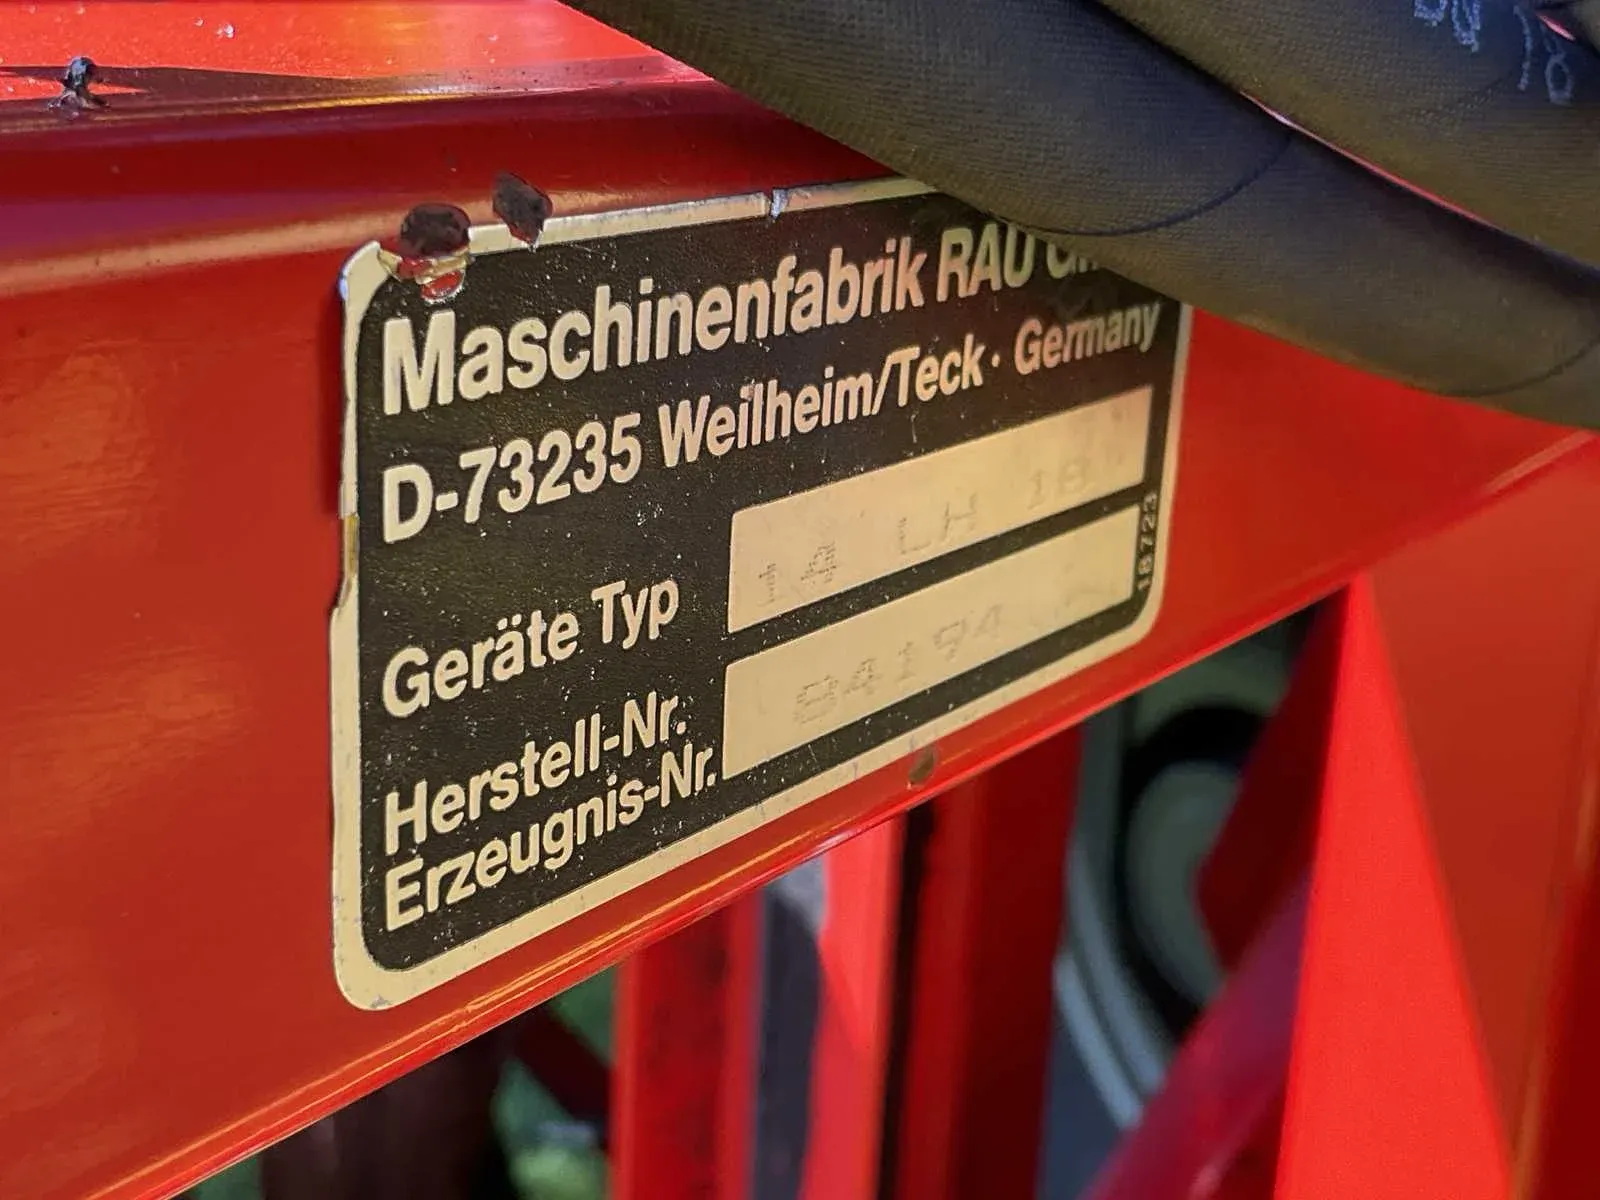 Maschinenfabrik RAU
D-73235 Weilheim/Teck · Germany
Geräte Typ
Herstell-Nr.
Erzeugnis-Nr.
18723